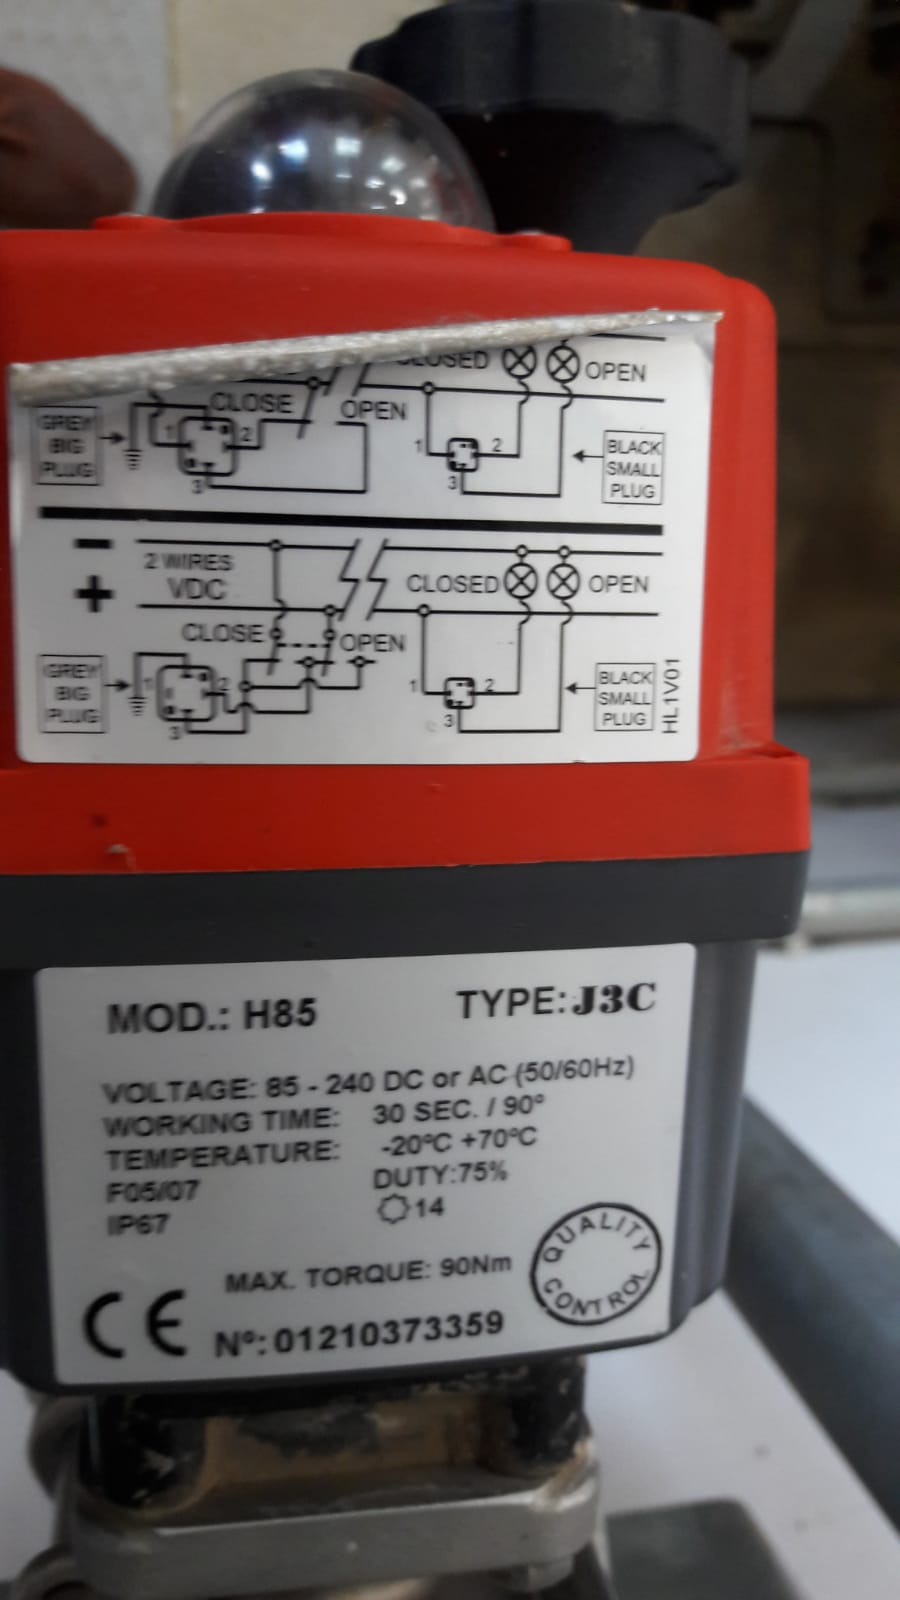 CLOSED OPEN
CLOSE OPEN
GREY
BIG
PLUG
1 2
3
1 2
3
BLACK
SMALL
PLUG
-
+
2 WIRES
VDC
CLOSED OPEN
CLOSE OPEN
GREY
BIG
PLUG
1 2
3
1 2
3
BLACK
SMALL
PLUG
HL1V01
MOD.: H85 TYPE: J3C
VOLTAGE: 85 - 240 DC or AC (50/60Hz)
WORKING TIME: 30 SEC. / 90º
TEMPERATURE: -20ºC +70ºC
F05/07 DUTY:75%
IP67 14
MAX. TORQUE: 90Nm
CE Nº: 01210373359
QUALITY CONTROL